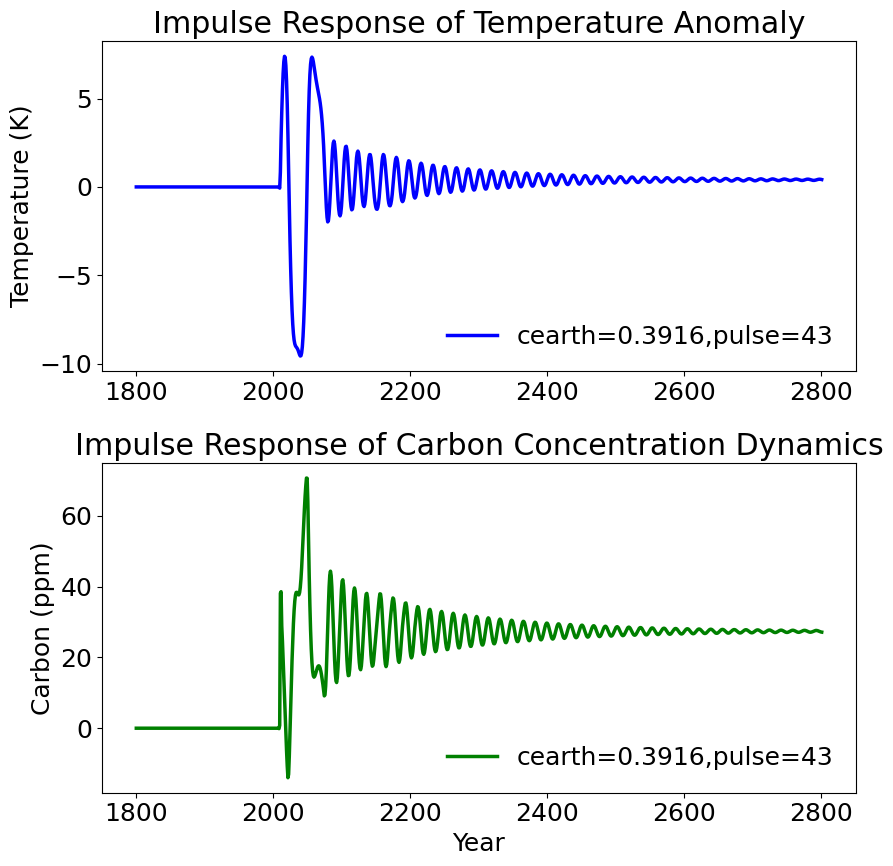 Impulse Response of Temperature Anomaly
Temperature (K)
5
0
−5
−10
cearth=0.3916,pulse=43
1800 2000 2200 2400 2600 2800
Impulse Response of Carbon Concentration Dynamics
Carbon (ppm)
60
40
20
0
cearth=0.3916,pulse=43
1800 2000 2200 2400 2600 2800
Year